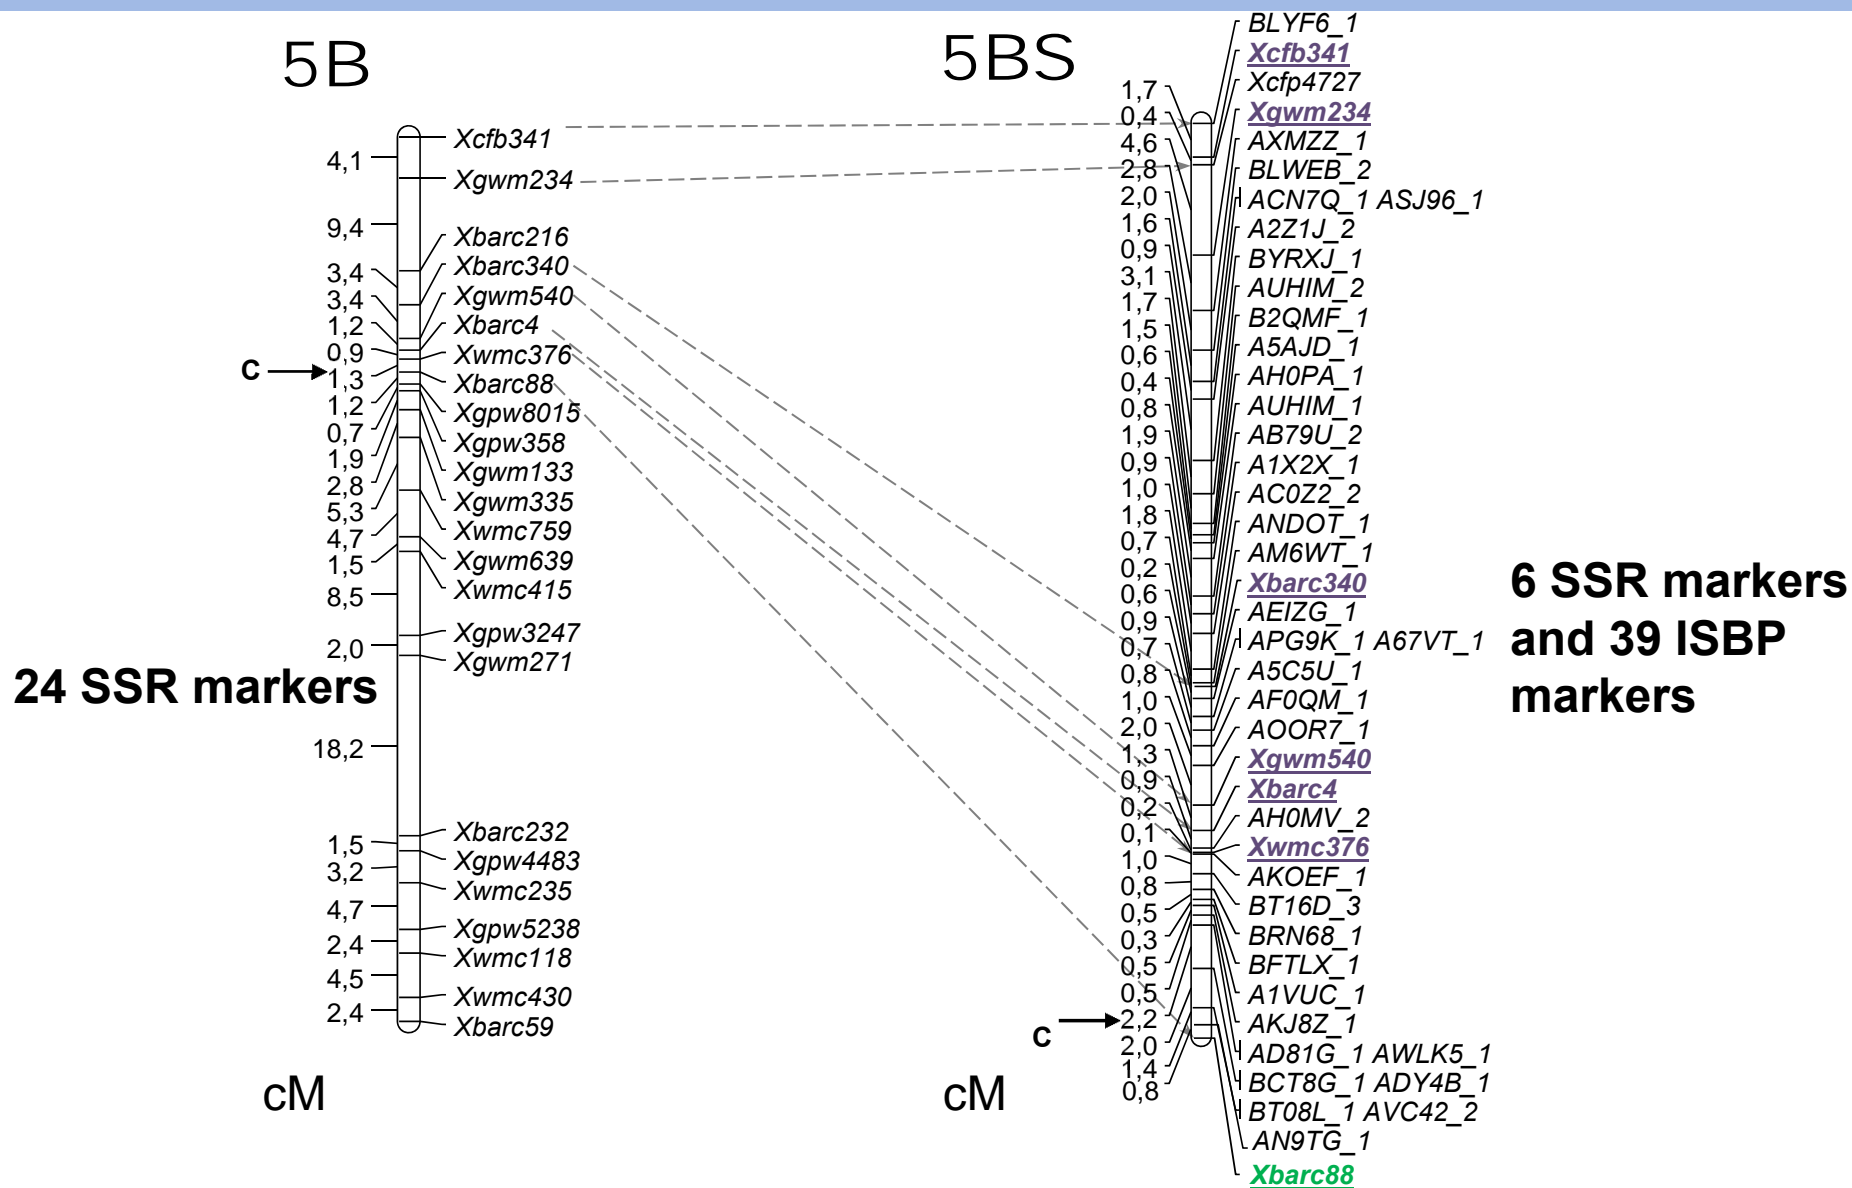 5B
4,1
9,4
3,4
3,4
1,2
0,9
1,3
1,2
0,7
1,9
2,8
5,3
4,7
1,5
8,5
2,0
18,2
1,5
3,2
4,7
2,4
4,5
2,4
C
Xcfb341
Xgwm234
Xbarc216
Xbarc340
Xgwm540
Xbarc4
Xwmc376
Xbarc88
Xgpw8015
Xgpw358
Xgwm133
Xgwm335
Xwmc759
Xgwm639
Xwmc415
Xgpw3247
Xgwm271
Xbarc232
Xgpw4483
Xwmc235
Xgpw5238
Xwmc118
Xwmc430
Xbarc59
24 SSR markers
cM
5BS
1,7
0,4
4,6
2,8
2,0
1,6
0,9
3,1
1,7
1,5
0,6
0,4
0,8
1,9
0,9
1,0
1,8
0,7
0,2
0,6
0,9
0,7
0,8
1,0
2,0
1,3
0,9
0,2
0,1
1,0
0,8
0,5
0,3
0,5
0,5
2,2
2,0
1,4
0,8
C
BLYF6_1
Xcfb341
Xcfp4727
Xgwm234
AXMZZ_1
BLWEB_2
ACN7Q_1 ASJ96_1
A2Z1J_2
BYRXJ_1
AUHIM_2
B2QMF_1
A5AJD_1
AH0PA_1
AUHIM_1
AB79U_2
A1X2X_1
AC0Z2_2
ANDOT_1
AM6WT_1
Xbarc340
AEIZG_1
APG9K_1 A67VT_1
A5C5U_1
AF0QM_1
AOOR7_1
Xgwm540
Xbarc4
AH0MV_2
Xwmc376
AKOEF_1
BT16D_3
BRN68_1
BFTLX_1
A1VUC_1
AKJ8Z_1
AD81G_1 AWLK5_1
BCT8G_1 ADY4B_1
BT08L_1 AVC42_2
AN9TG_1
Xbarc88
cM
6 SSR markers
and 39 ISBP
markers